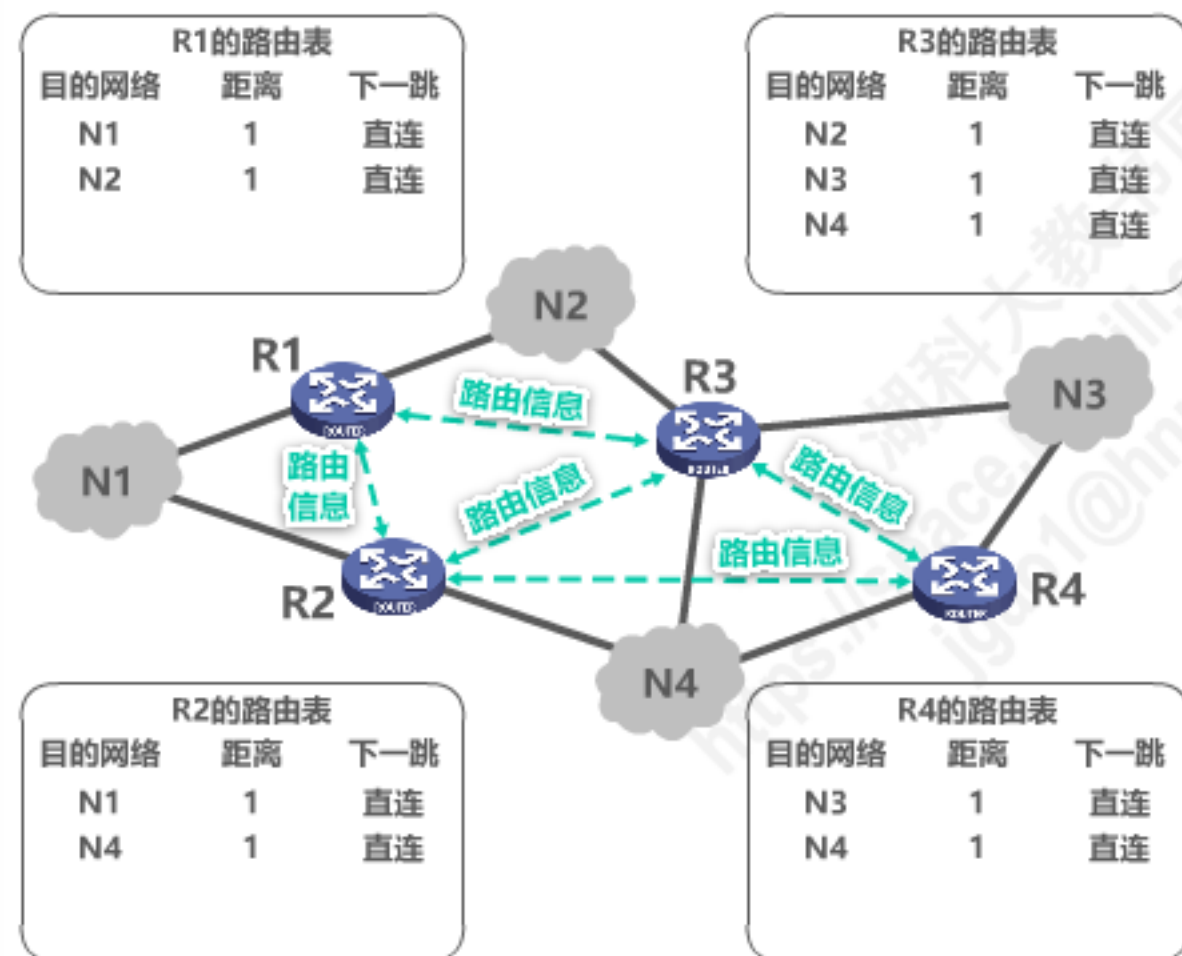 R1的路由表
目的网络 距离 下一跳
N1 1 直连
N2 1 直连
R3的路由表
目的网络 距离 下一跳
N2 1 直连
N3 1 直连
N4 1 直连
N2
R1
R3
N3
路由信息
N1
路由
信息
路由信息
路由信息
路由信息
R2
R4
N4
ROUTER
ROUTER
ROUTER
ROUTER
R2的路由表
目的网络 距离 下一跳
N1 1 直连
N4 1 直连
R4的路由表
目的网络 距离 下一跳
N3 1 直连
N4 1 直连